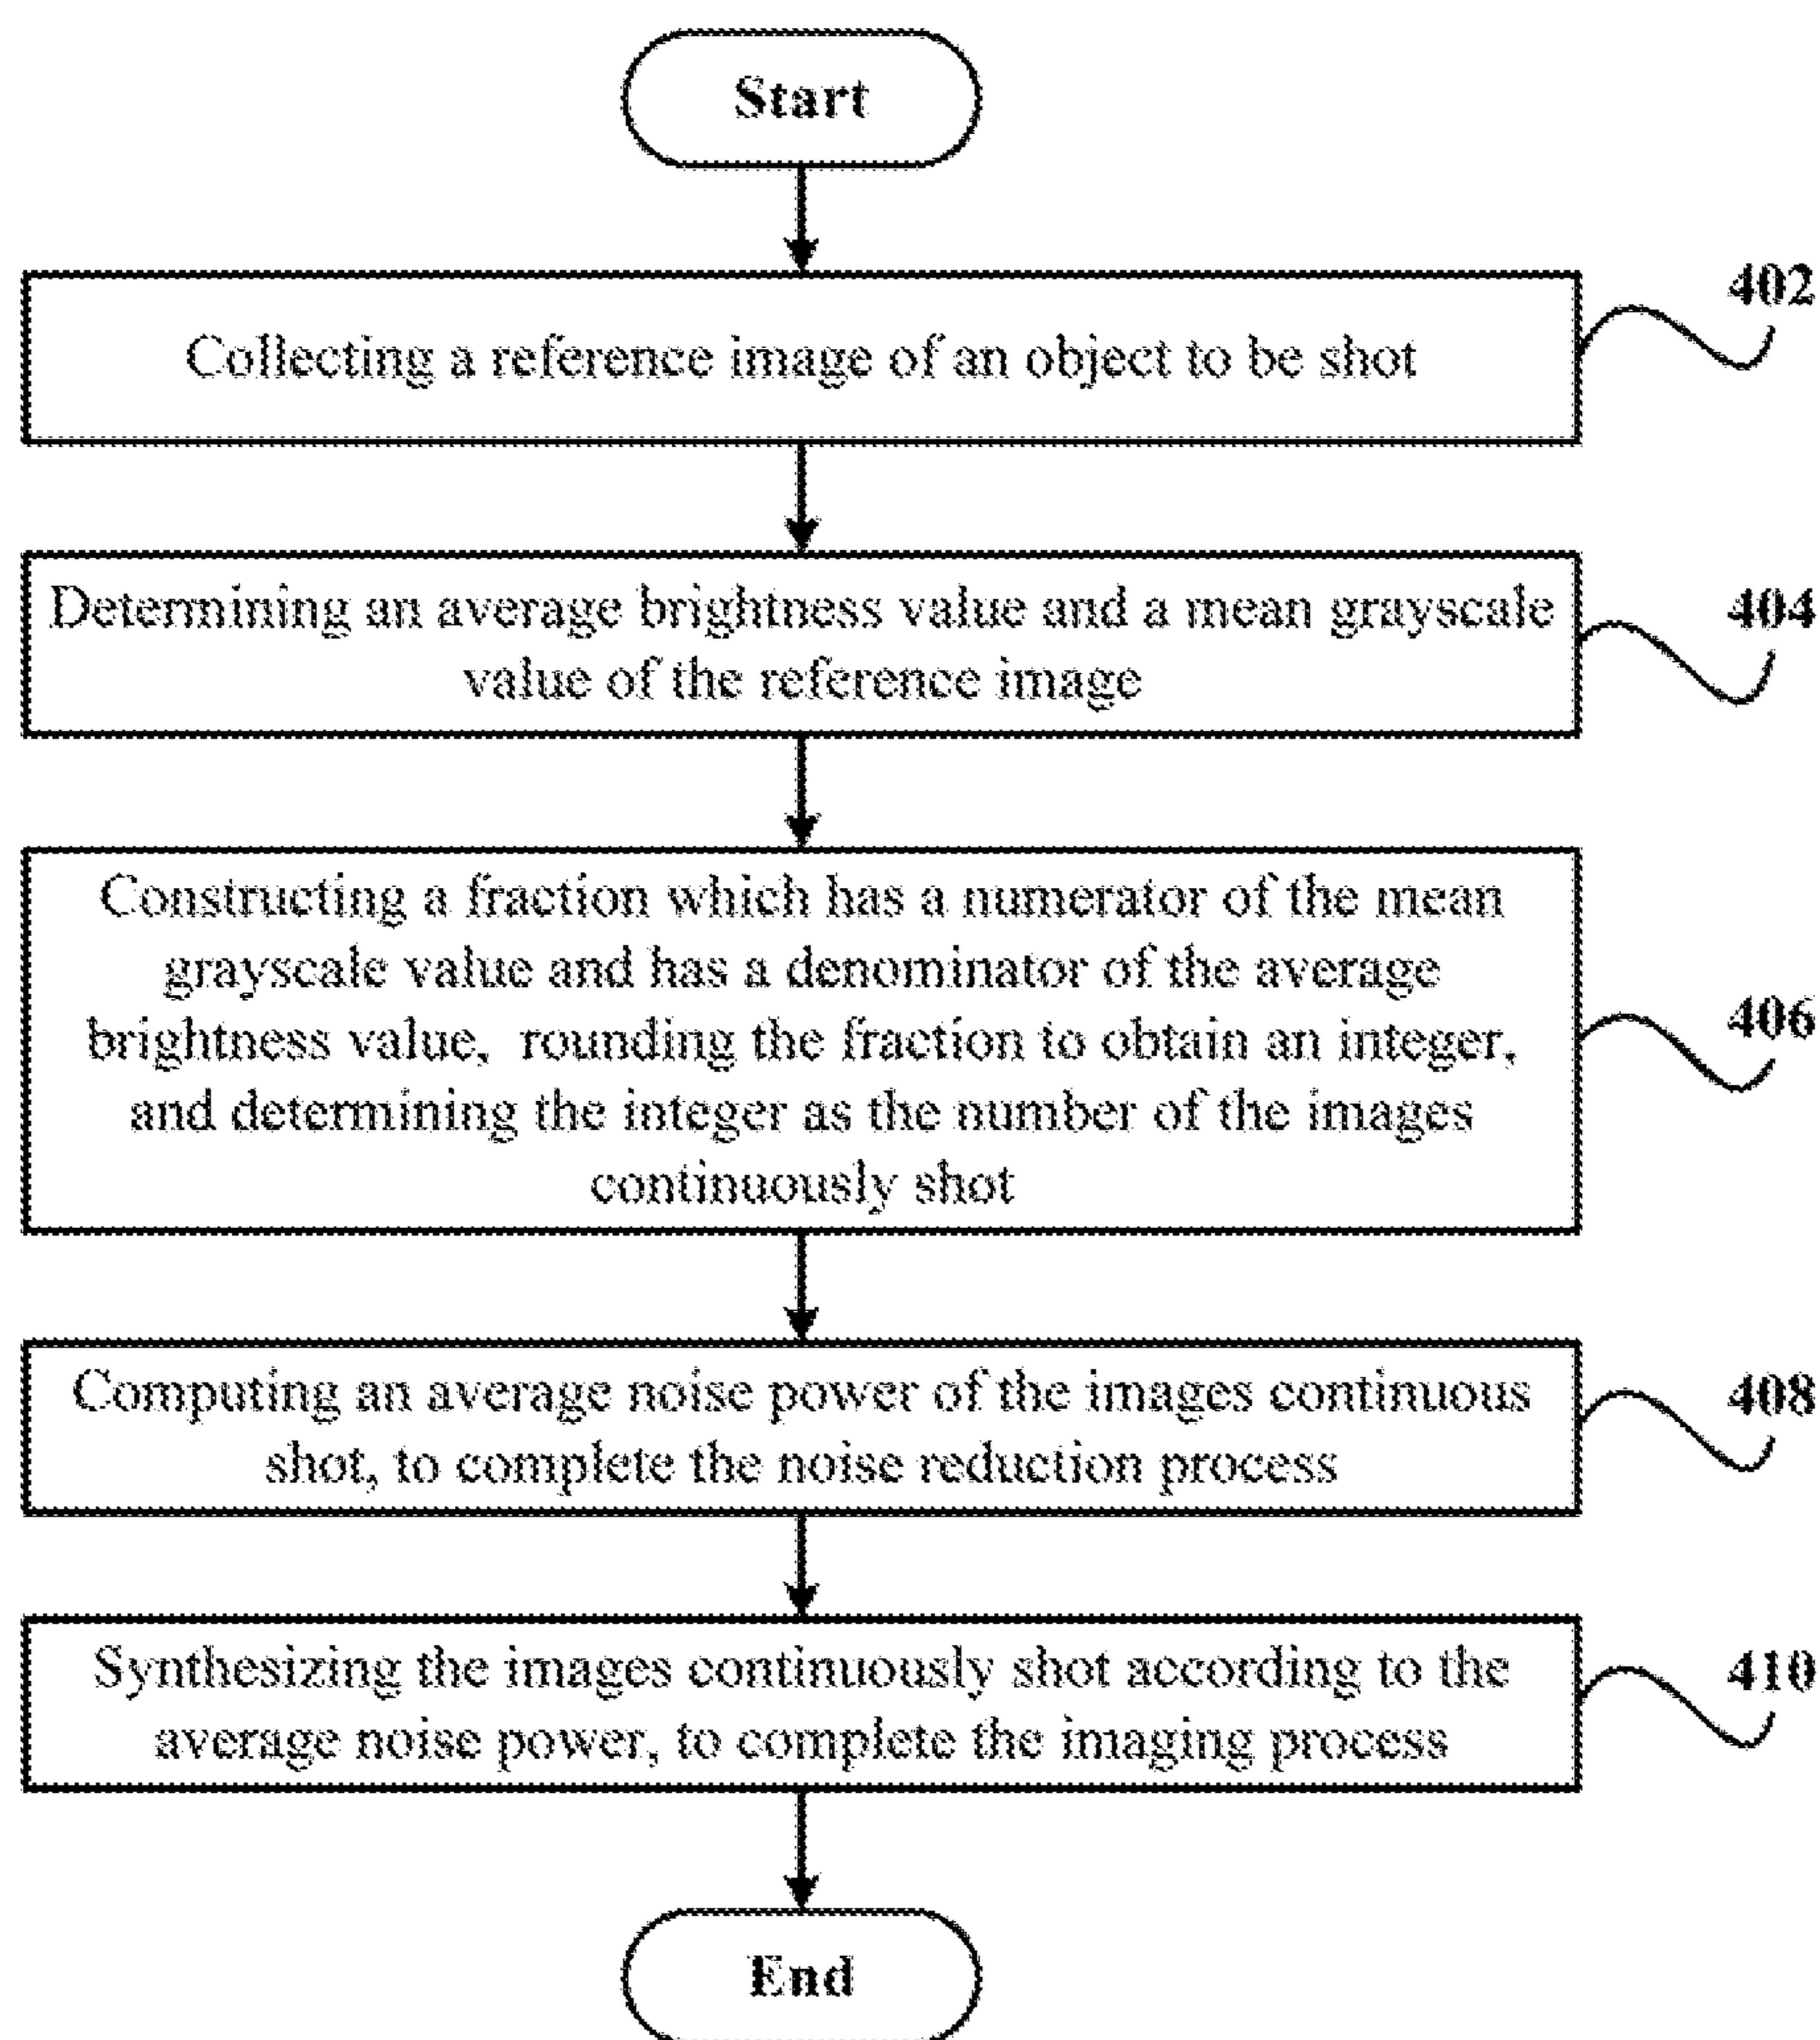 Start
402
Collecting a reference image of an object to be shot
Determining an average brightness value and a mean grayscale
value of the reference image
404
Constructing a fraction which has a numerator of the mean
grayscale value and has a denominator of the average
brightness value, rounding the fraction to obtain an integer,
and determining the integer as the number of the images
continuously shot
406
Computing an average noise power of the images continuous
shot, to complete the noise reduction process
408
Synthesizing the images continuously shot according to the
average noise power, to complete the imaging process
410
End